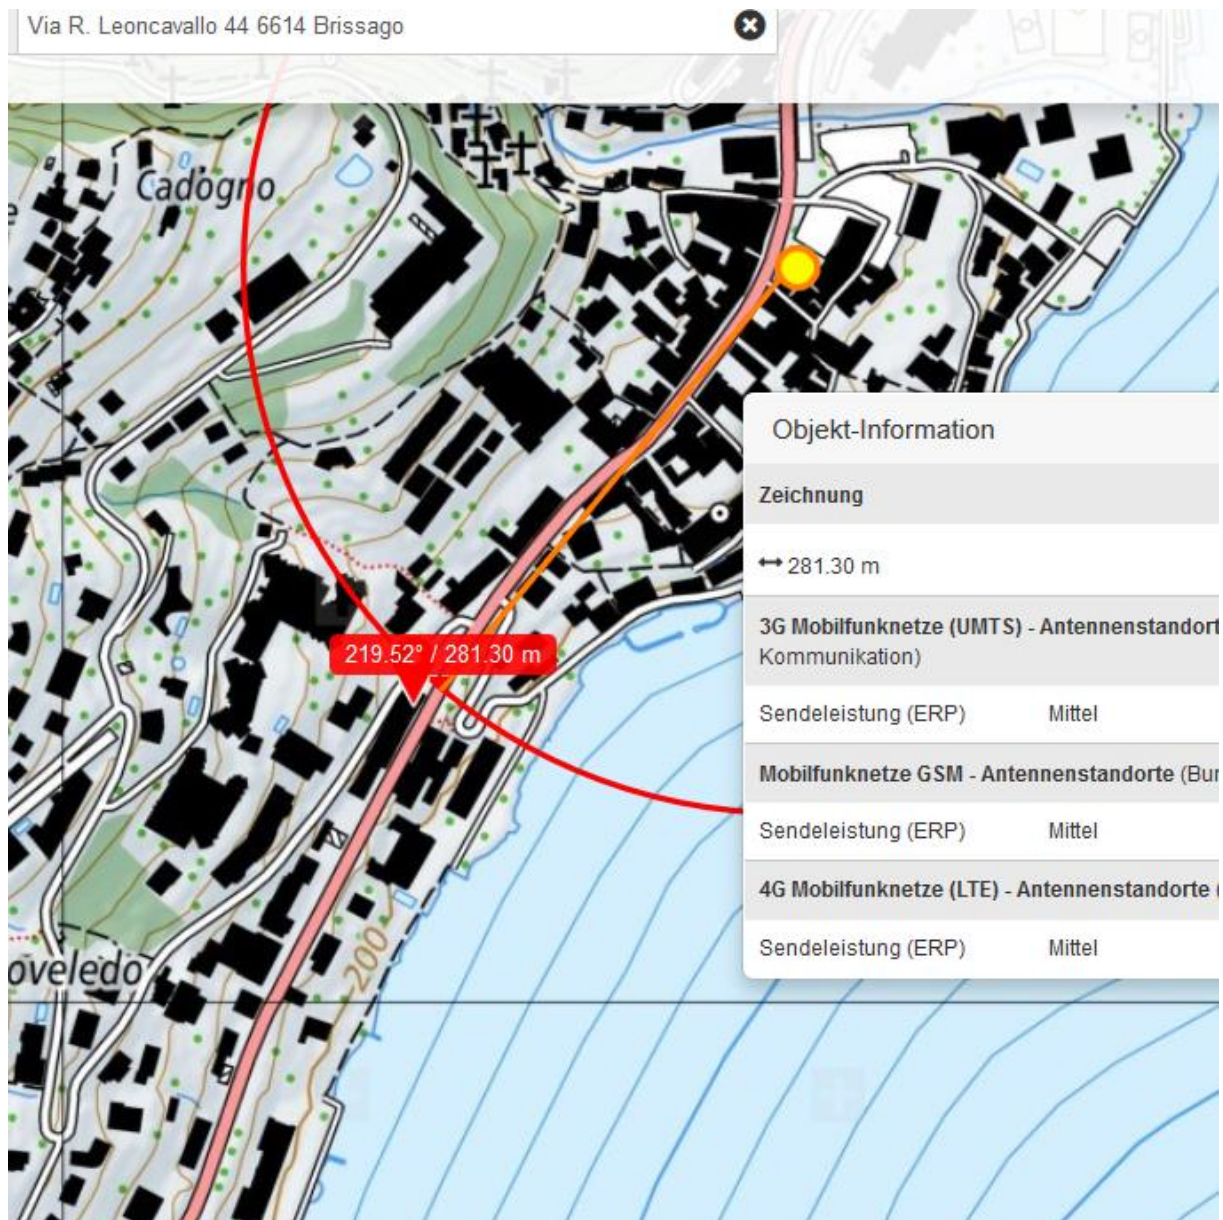 Via R. Leoncavallo 44 6614 Brissago
Cadogno
Objekt-Information
Zeichnung
281.30 m
3G Mobilfunknetze (UMTS) - Antennenstandort
Kommunikation)
219.52° / 281.30 m
Sendeleistung (ERP) Mittel
Mobilfunknetze GSM - Antennenstandorte (Bu
Sendeleistung (ERP) Mittel
4G Mobilfunknetze (LTE) - Antennenstandorte (
Sendeleistung (ERP) Mittel
oveledo
200